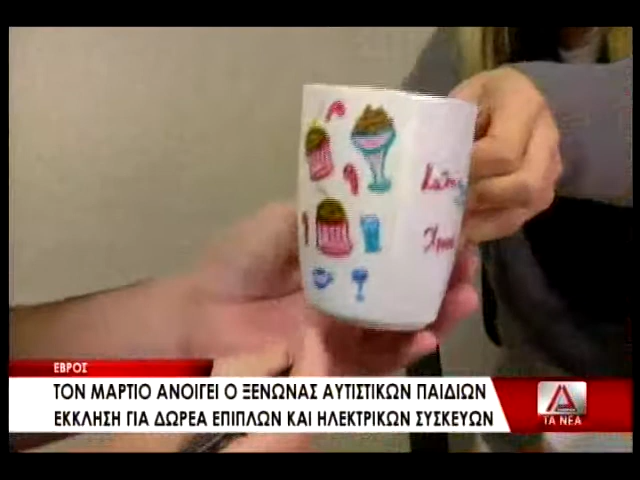 ΕΒΡΟΣ
ΤΟΝ ΜΑΡΤΙΟ ΑΝΟΙΓΕΙ Ο ΞΕΝΩΝΑΣ ΑΥΤΙΣΤΙΚΩΝ ΠΑΙΔΙΩΝ
ΕΚΚΛΗΣΗ ΓΙΑ ΔΩΡΕΑ ΕΠΙΠΛΩΝ ΚΑΙ ΗΛΕΚΤΡΙΚΩΝ ΣΥΣΚΕΥΩΝ
ΤΑ ΝΕΑ